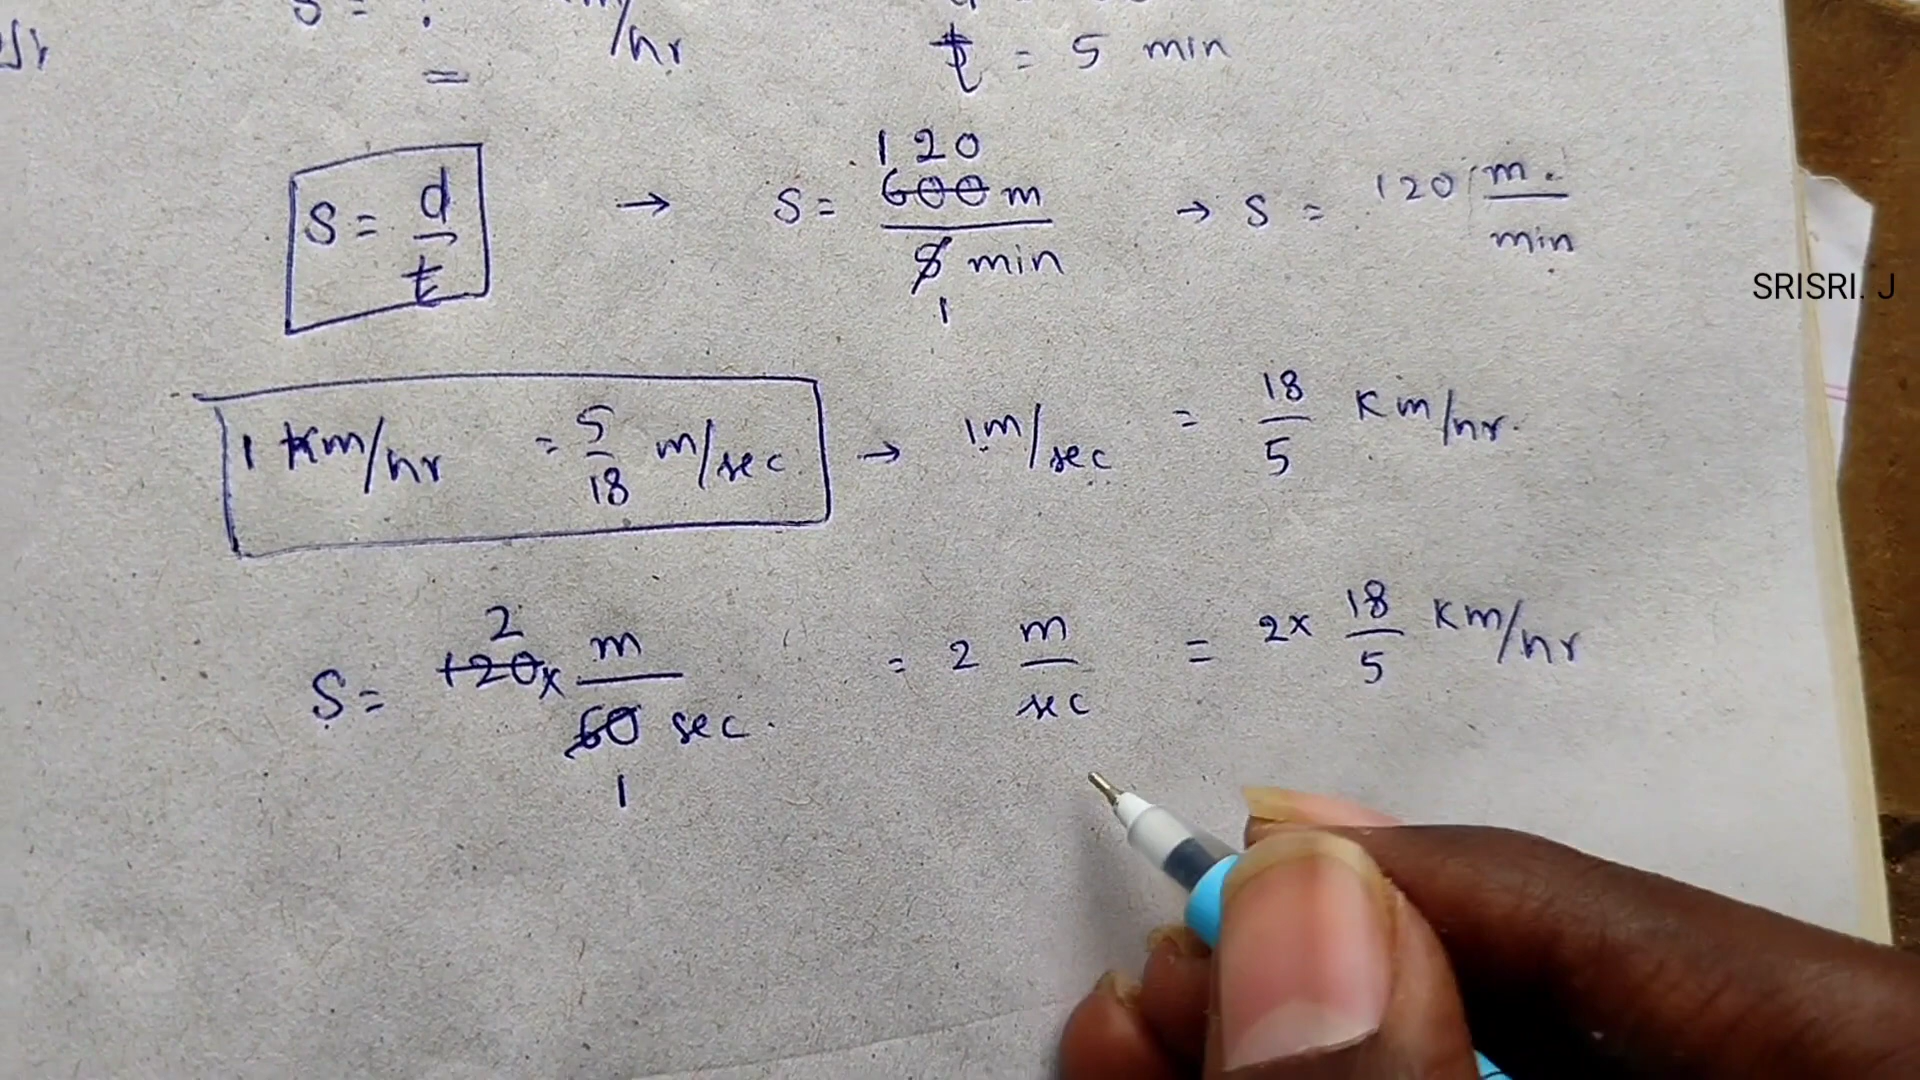 S = ? /hr
t = 5 min
120
S = d/t → S = 600 m / 5 min → S = 120 m. / min
1
SRISRI. J
1 Km/hr = 5/18 m/sec. → 1 m/sec = 18/5 Km/hr.
2
S = 120 x m / 60 sec. = 2 m/sec = 2 x 18/5 Km/hr
1